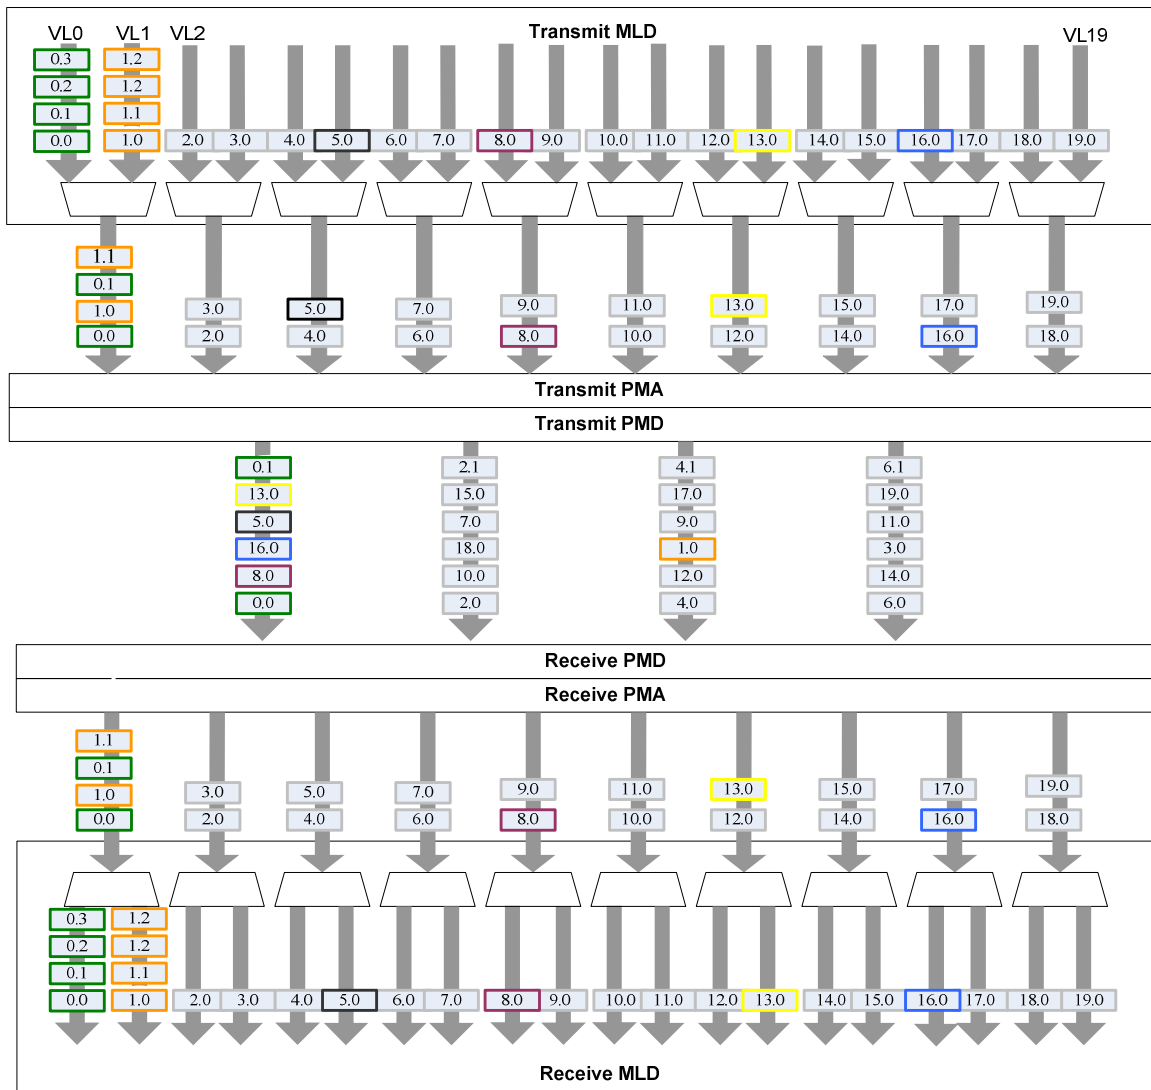 Transmit MLD
VL0 VL1 VL2 VL19
0.3 1.2
0.2 1.2
0.1 1.1
0.0 1.0 2.0 3.0 4.0 5.0 6.0 7.0 8.0 9.0 10.0 11.0 12.0 13.0 14.0 15.0 16.0 17.0 18.0 19.0
1.1
0.1
1.0 3.0 5.0 7.0 9.0 11.0 13.0 15.0 17.0 19.0
0.0 2.0 4.0 6.0 8.0 10.0 12.0 14.0 16.0 18.0
Transmit PMA
Transmit PMD
0.1 2.1 4.1 6.1
13.0 15.0 17.0 19.0
5.0 7.0 9.0 11.0
16.0 18.0 1.0 3.0
8.0 10.0 12.0 14.0
0.0 2.0 4.0 6.0
Receive PMD
Receive PMA
1.1
0.1
1.0 3.0 5.0 7.0 9.0 11.0 13.0 15.0 17.0 19.0
0.0 2.0 4.0 6.0 8.0 10.0 12.0 14.0 16.0 18.0
0.3 1.2
0.2 1.2
0.1 1.1
0.0 1.0 2.0 3.0 4.0 5.0 6.0 7.0 8.0 9.0 10.0 11.0 12.0 13.0 14.0 15.0 16.0 17.0 18.0 19.0
Receive MLD